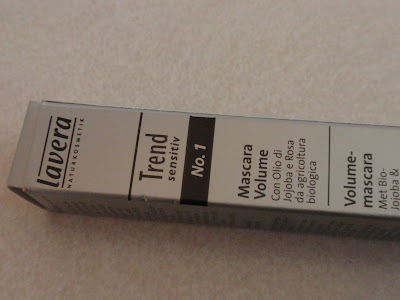 lavera
NATURKOSMETIK
Trend
sensitiv
No. 1
Mascara
Volume
Con Olio di
Jojoba e Rosa
da agricoltura
biologica
Volume-
mascara
Met Bio-
Jojoba &